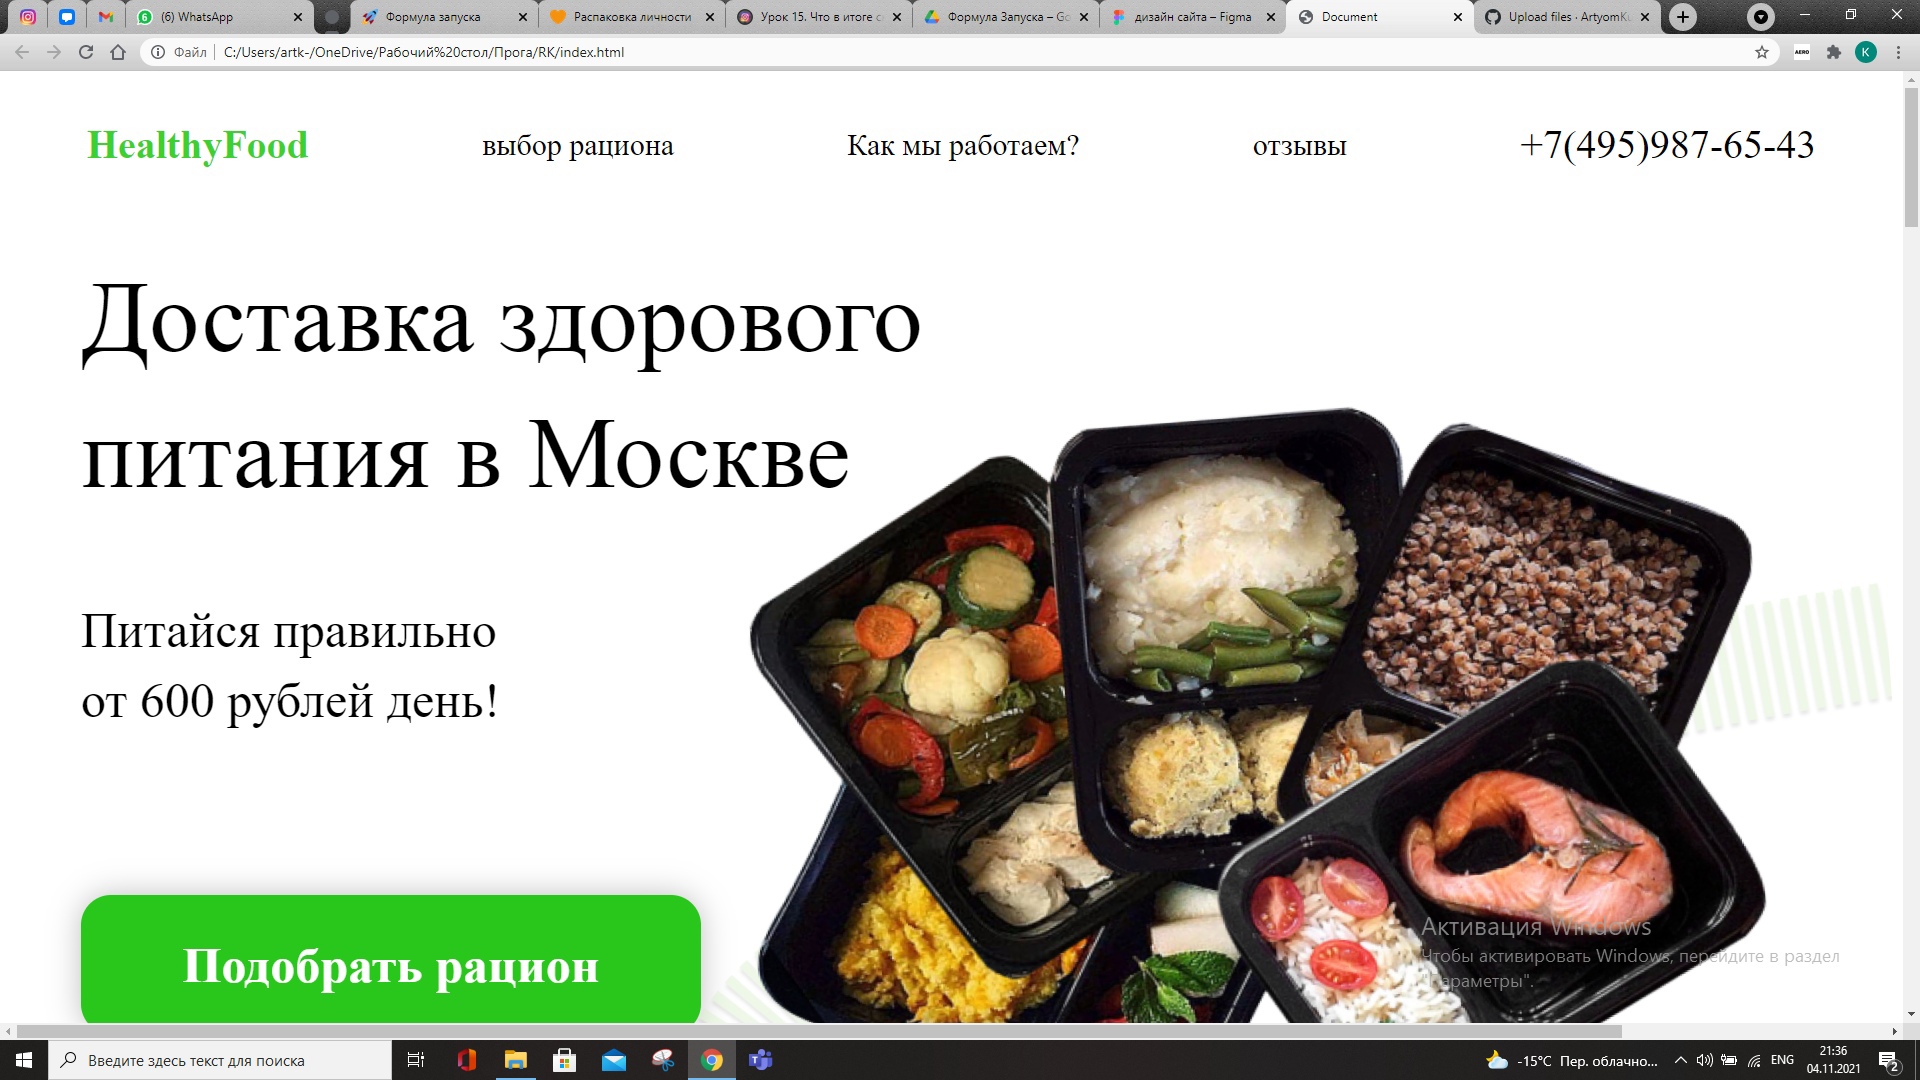 (6) WhatsApp
Формула запуска
Распаковка личности
Урок 15. Что в итоге
Формула Запуска – Go
дизайн сайта – Figma
Document
Upload files · ArtyomKu
Файл
C:/Users/artk-/OneDrive/Рабочий%20стол/Прога/RK/index.html
AERO
K
HealthyFood
выбор рациона
Как мы работаем?
отзывы
+7(495)987-65-43
Доставка здорового
питания в Москве
Питайся правильно
от 600 рублей день!
Подобрать рацион
Активация Windows
Чтобы активировать Windows, перейдите в раздел
"Параметры".
Введите здесь текст для поиска
-15°C Пер. облачно...
ENG
21:36
04.11.2021
2